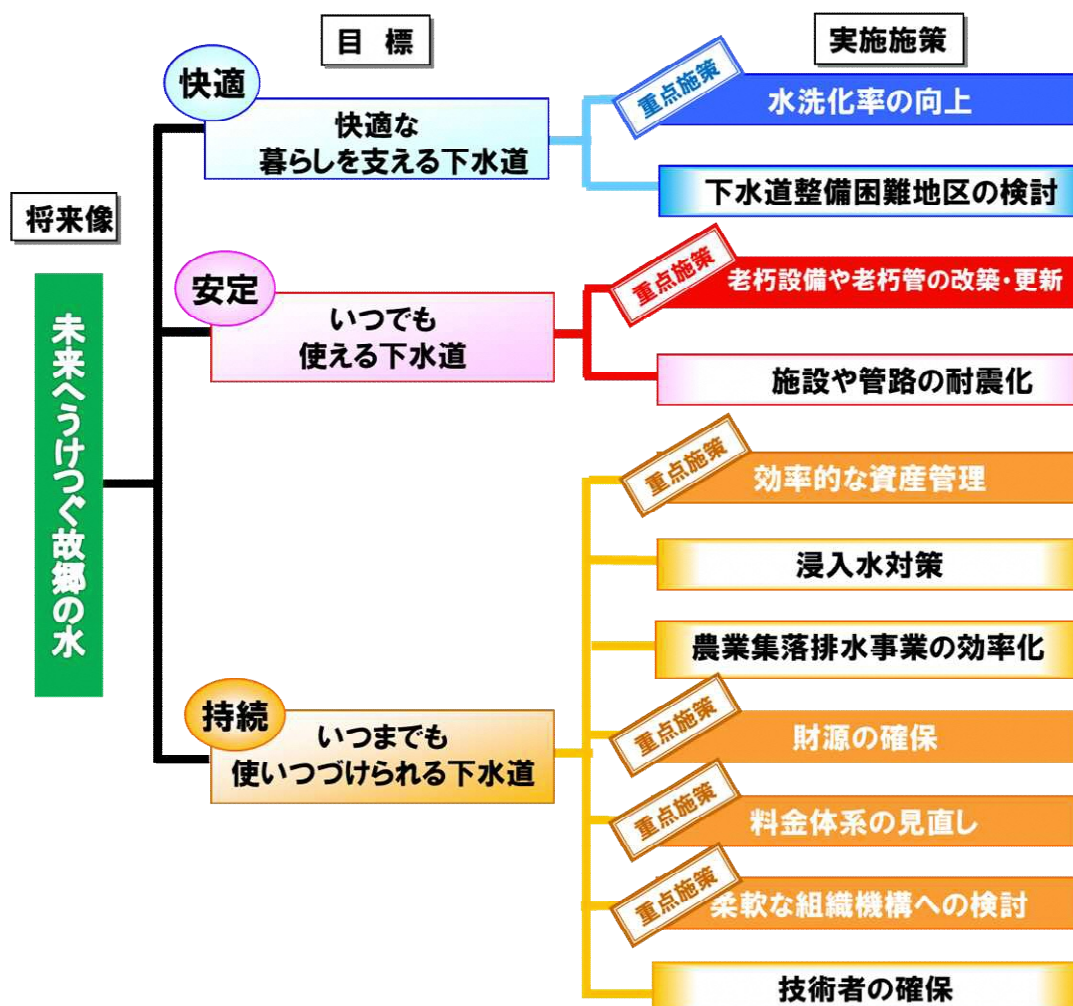 目 標
実施施策
将来像
未来へうけつぐ故郷の水
快適
快適な
暮らしを支える下水道
重点施策
水洗化率の向上
下水道整備困難地区の検討
安定
いつでも
使える下水道
重点施策
老朽設備や老朽管の改築・更新
施設や管路の耐震化
持続
いつまでも
使いつづけられる下水道
重点施策
効率的な資産管理
浸入水対策
農業集落排水事業の効率化
重点施策
財源の確保
重点施策
料金体系の見直し
重点施策
柔軟な組織機構への検討
技術者の確保